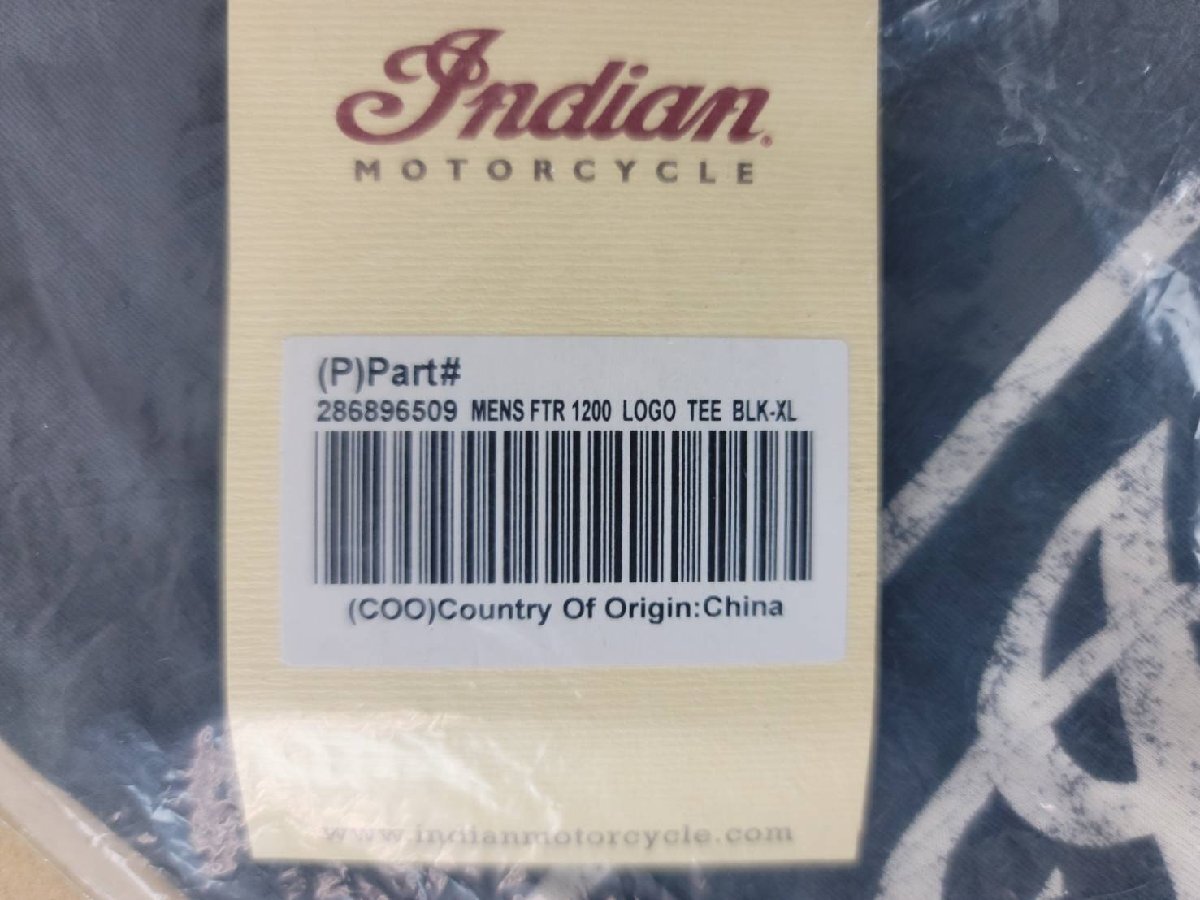 Indian®
MOTORCYCLE
(P)Part#
286896509 MENS FTR 1200 LOGO TEE BLK-XL
(COO)Country Of Origin:China
www.indianmotorcycle.com